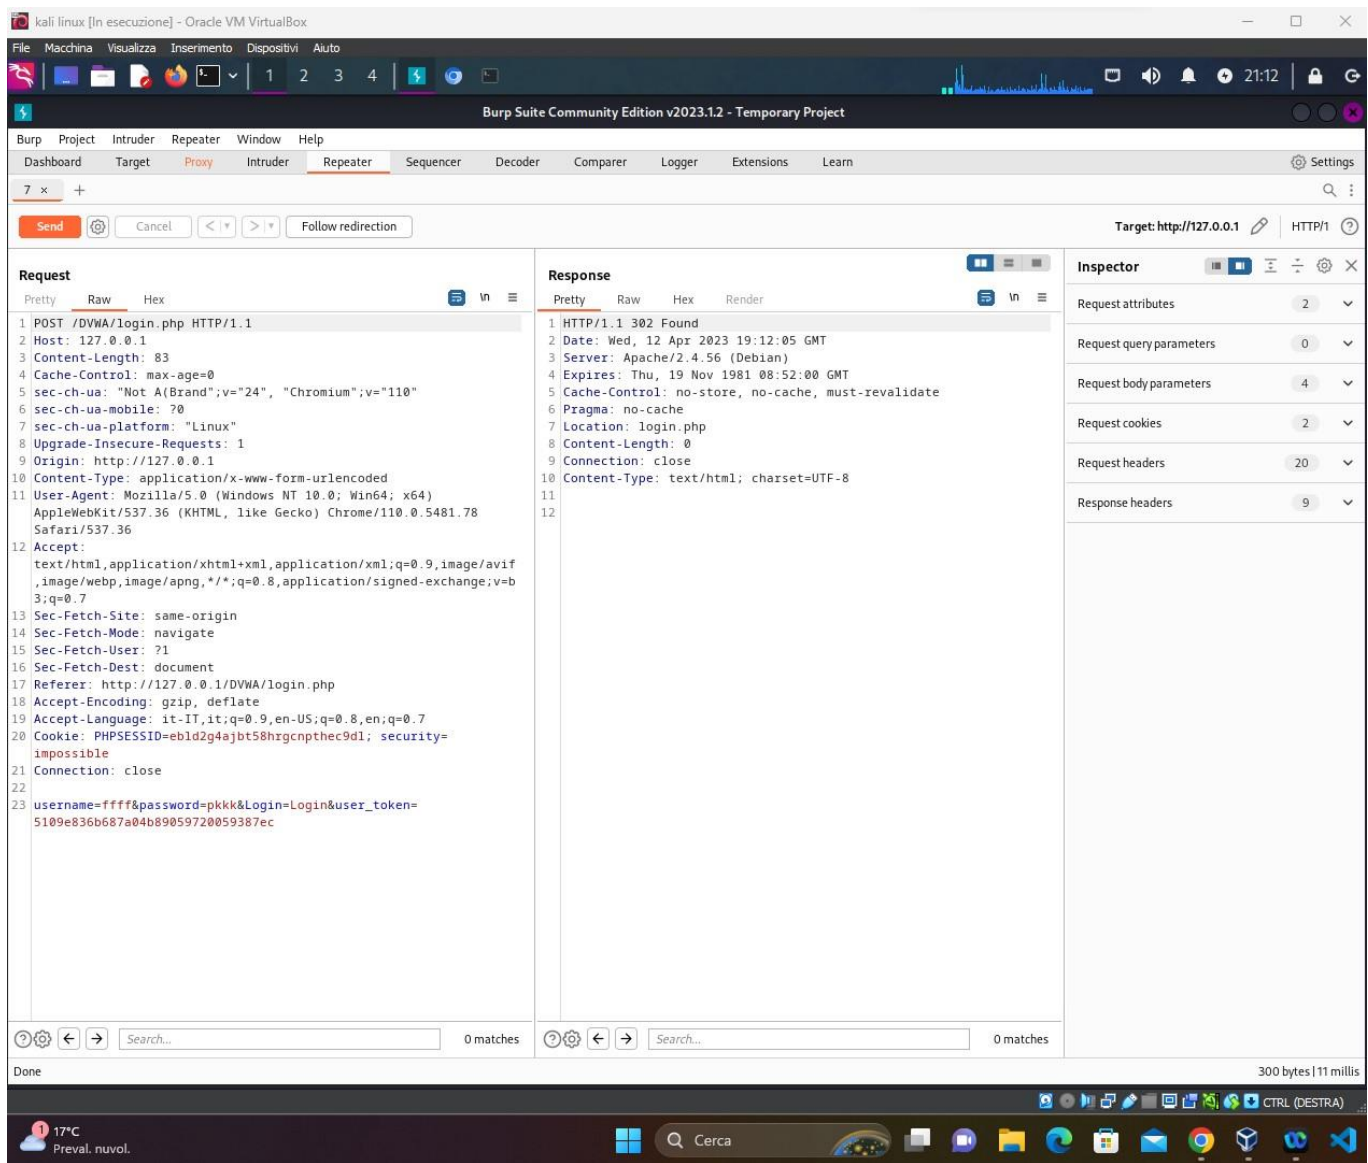 kali linux [In esecuzione] - Oracle VM VirtualBox
File Macchina Visualizza Inserimento Dispositivi Aiuto
1 2 3 4 21:12
Burp Suite Community Edition v2023.1.2 - Temporary Project
Burp Project Intruder Repeater Window Help
Dashboard Target Proxy Intruder Repeater Sequencer Decoder Comparer Logger Extensions Learn Settings
7 × +
Send Cancel < > Follow redirection Target: http://127.0.0.1 HTTP/1
Request
Pretty Raw Hex \n
1 POST /DVWA/login.php HTTP/1.1
2 Host: 127.0.0.1
3 Content-Length: 83
4 Cache-Control: max-age=0
5 sec-ch-ua: "Not A(Brand";v="24", "Chromium";v="110"
6 sec-ch-ua-mobile: ?0
7 sec-ch-ua-platform: "Linux"
8 Upgrade-Insecure-Requests: 1
9 Origin: http://127.0.0.1
10 Content-Type: application/x-www-form-urlencoded
11 User-Agent: Mozilla/5.0 (Windows NT 10.0; Win64; x64)
AppleWebKit/537.36 (KHTML, like Gecko) Chrome/110.0.5481.78
Safari/537.36
12 Accept:
text/html,application/xhtml+xml,application/xml;q=0.9,image/avif
,image/webp,image/apng,*/*;q=0.8,application/signed-exchange;v=b
3;q=0.7
13 Sec-Fetch-Site: same-origin
14 Sec-Fetch-Mode: navigate
15 Sec-Fetch-User: ?1
16 Sec-Fetch-Dest: document
17 Referer: http://127.0.0.1/DVWA/login.php
18 Accept-Encoding: gzip, deflate
19 Accept-Language: it-IT,it;q=0.9,en-US;q=0.8,en;q=0.7
20 Cookie: PHPSESSID=ebld2g4ajbt58hrgcnpthec9dl; security=
impossible
21 Connection: close
22
23 username=ffff&password=pkkk&Login=Login&user_token=
5109e836b687a04b89059720059387ec
Search... 0 matches
Response
Pretty Raw Hex Render \n
1 HTTP/1.1 302 Found
2 Date: Wed, 12 Apr 2023 19:12:05 GMT
3 Server: Apache/2.4.56 (Debian)
4 Expires: Thu, 19 Nov 1981 08:52:00 GMT
5 Cache-Control: no-store, no-cache, must-revalidate
6 Pragma: no-cache
7 Location: login.php
8 Content-Length: 0
9 Connection: close
10 Content-Type: text/html; charset=UTF-8
11
12
Search... 0 matches
Inspector
Request attributes 2
Request query parameters 0
Request body parameters 4
Request cookies 2
Request headers 20
Response headers 9
Done 300 bytes | 11 millis
CTRL (DESTRA)
1 17°C
Preval. nuvol.
Cerca